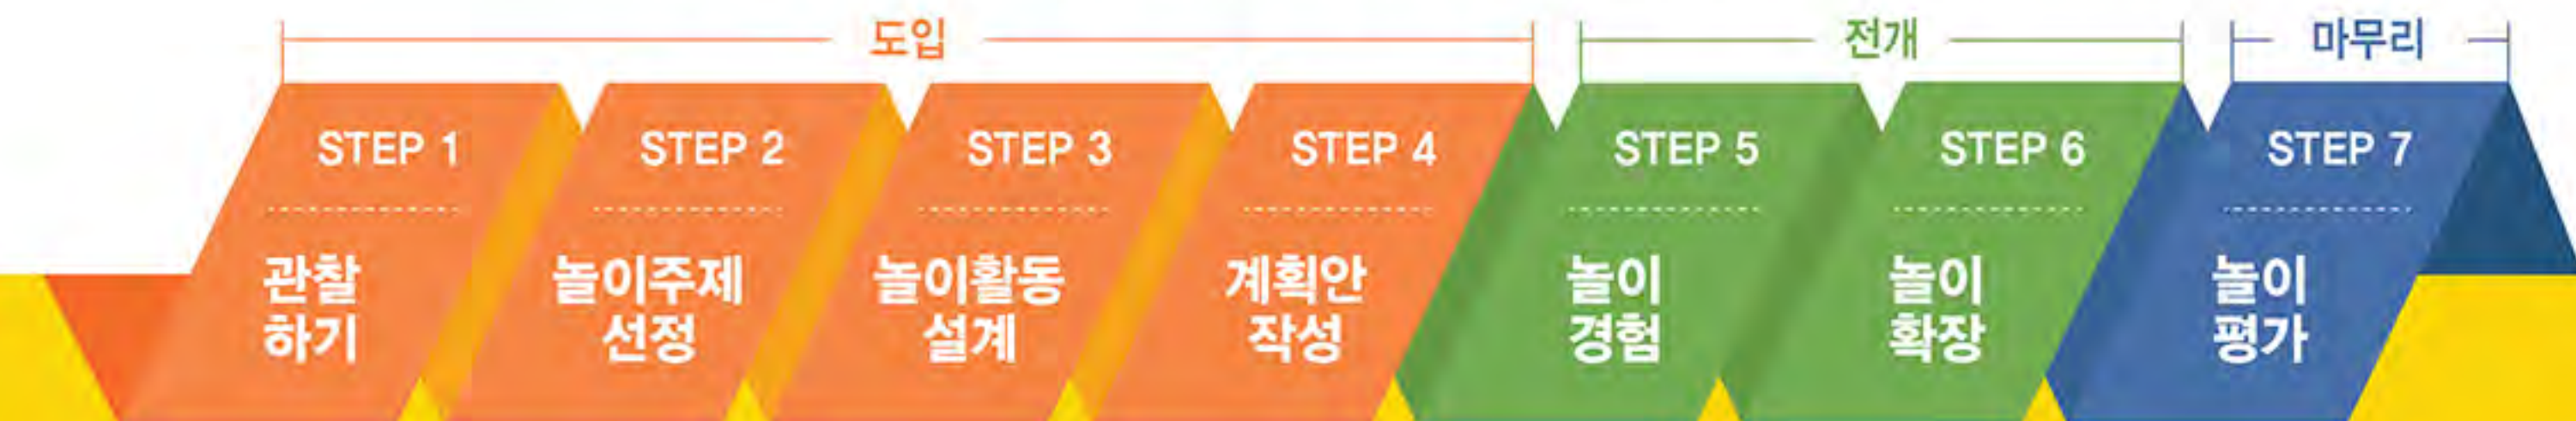 도입
전개
마무리
STEP 1
관찰
하기
STEP 2
놀이주제
선정
STEP 3
놀이활동
설계
STEP 4
계획안
작성
STEP 5
놀이
경험
STEP 6
놀이
확장
STEP 7
놀이
평가